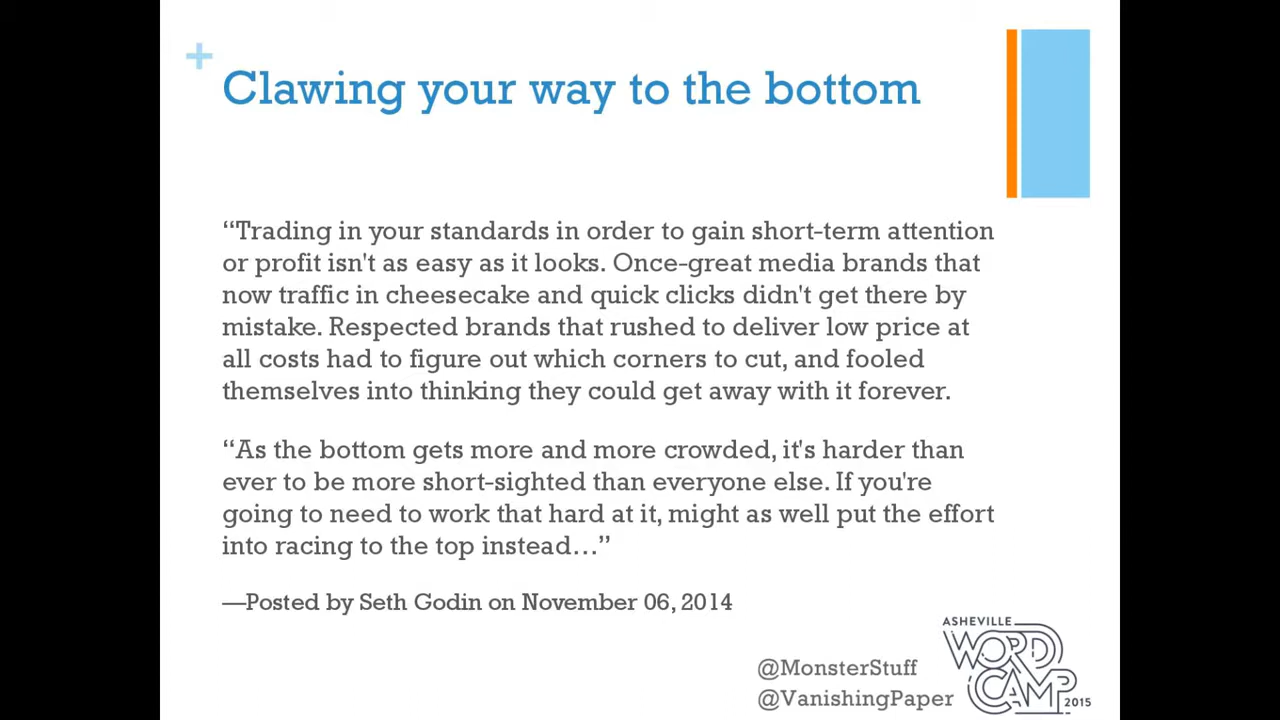 +
Clawing your way to the bottom
“Trading in your standards in order to gain short-term attention
or profit isn't as easy as it looks. Once-great media brands that
now traffic in cheesecake and quick clicks didn't get there by
mistake. Respected brands that rushed to deliver low price at
all costs had to figure out which corners to cut, and fooled
themselves into thinking they could get away with it forever.
“As the bottom gets more and more crowded, it's harder than
ever to be more short-sighted than everyone else. If you're
going to need to work that hard at it, might as well put the effort
into racing to the top instead…”
—Posted by Seth Godin on November 06, 2014
@MonsterStuff
@VanishingPaper
ASHEVILLE
WORD
CAMP
2015